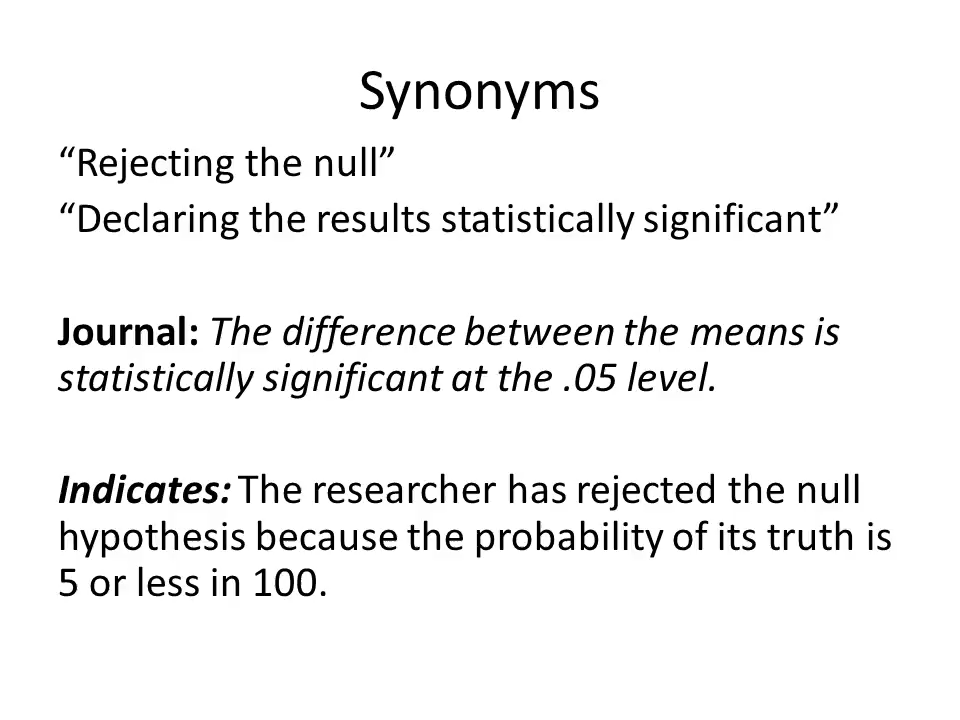 Synonyms
“Rejecting the null”
“Declaring the results statistically significant”
Journal: The difference between the means is
statistically significant at the .05 level.
Indicates: The researcher has rejected the null
hypothesis because the probability of its truth is
5 or less in 100.